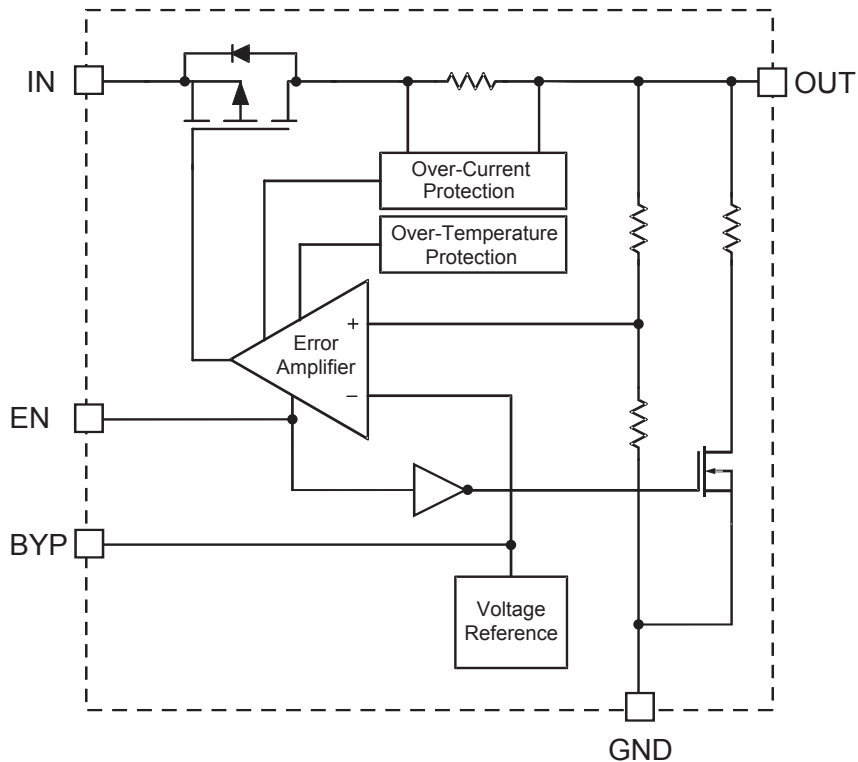 IN
OUT
Over-Current
Protection
Over-Temperature
Protection
+
Error
Amplifier
−
EN
BYP
Voltage
Reference
GND